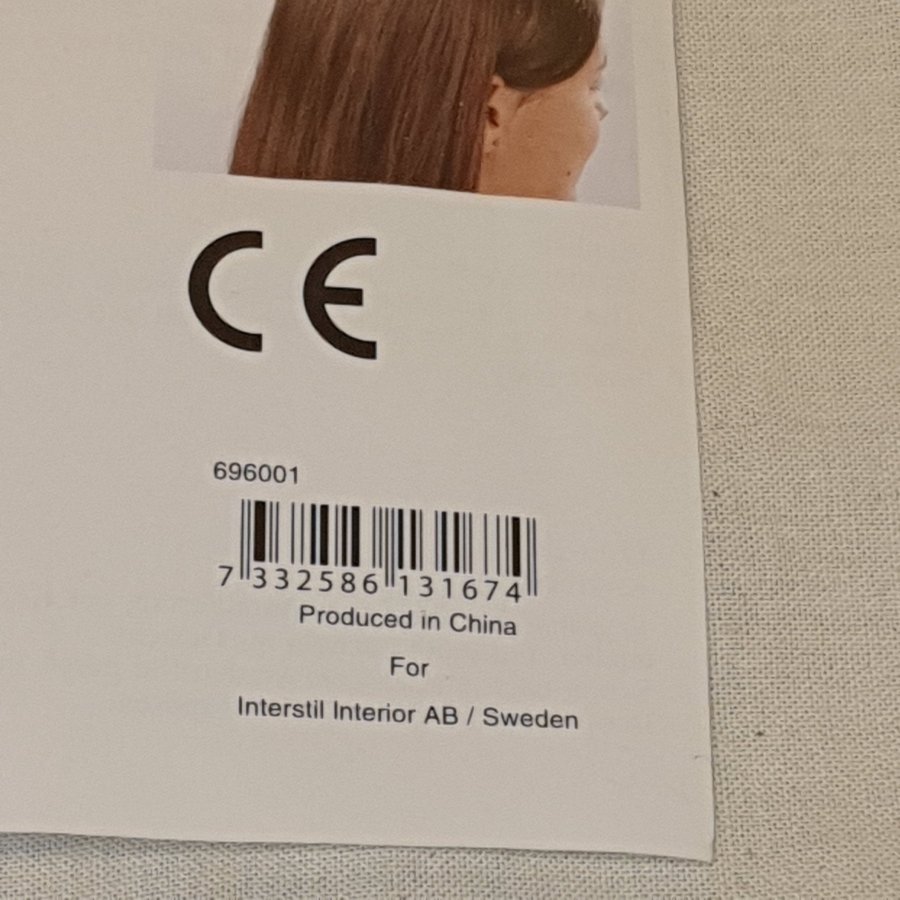 CE
696001
7 332586 131674
Produced in China
For
Interstil Interior AB / Sweden